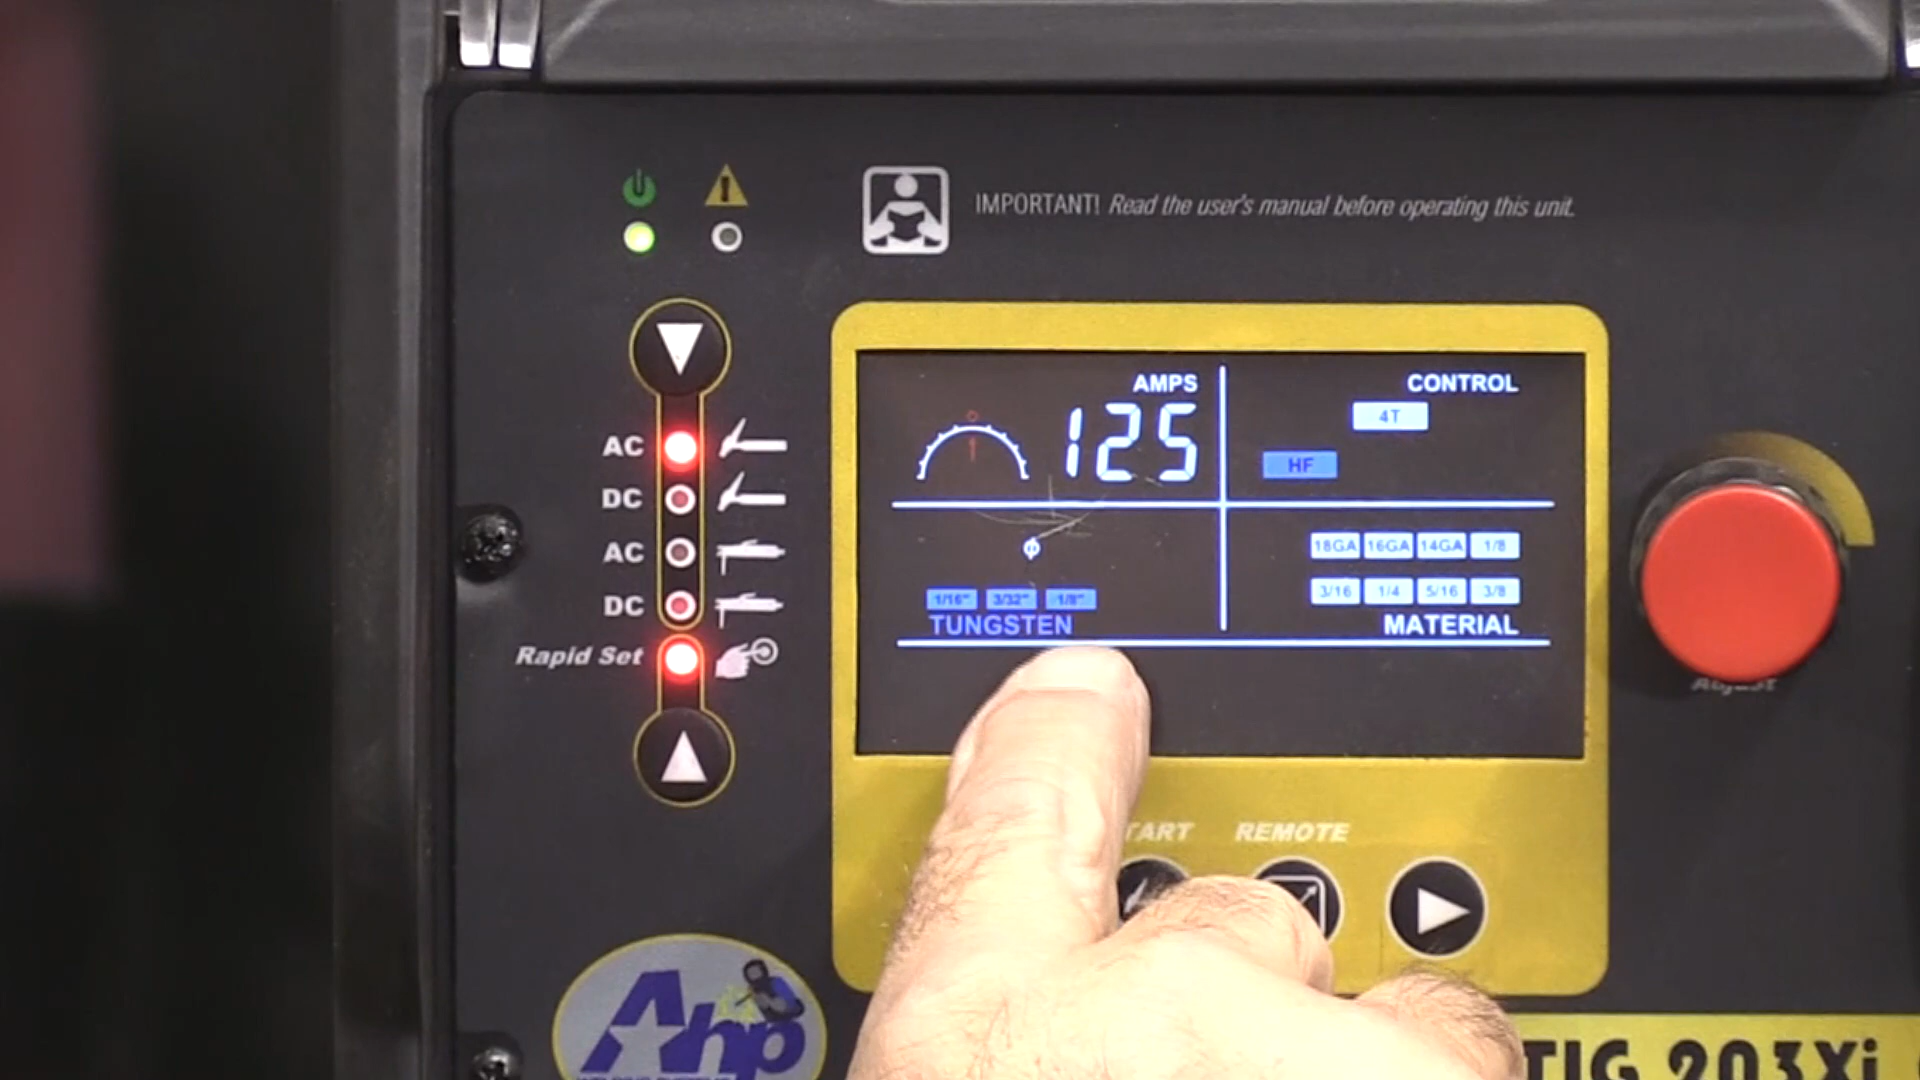 IMPORTANT! Read the user's manual before operating this unit.
AMPS
125
CONTROL
4T
HF
AC
DC
AC
DC
Rapid Set
18GA 16GA 14GA 1/8
3/16 1/4 5/16 3/8
MATERIAL
1/16" 3/32" 1/8"
TUNGSTEN
Adjust
TART
REMOTE
Ahp
TIG 203Xi